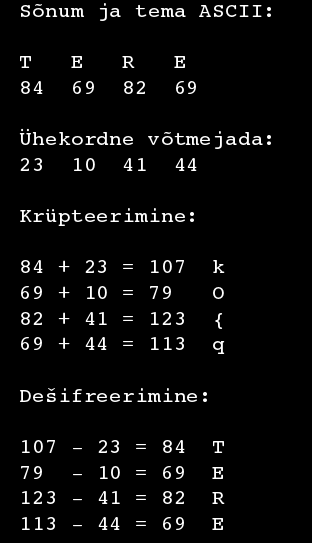 Sõnum ja tema ASCII:
T E R E
84 69 82 69
Ühekordne võtmejada:
23 10 41 44
Krüpteerimine:
84 + 23 = 107 k
69 + 10 = 79 O
82 + 41 = 123 {
69 + 44 = 113 q
Dešifreerimine:
107 - 23 = 84 T
79 - 10 = 69 E
123 - 41 = 82 R
113 - 44 = 69 E